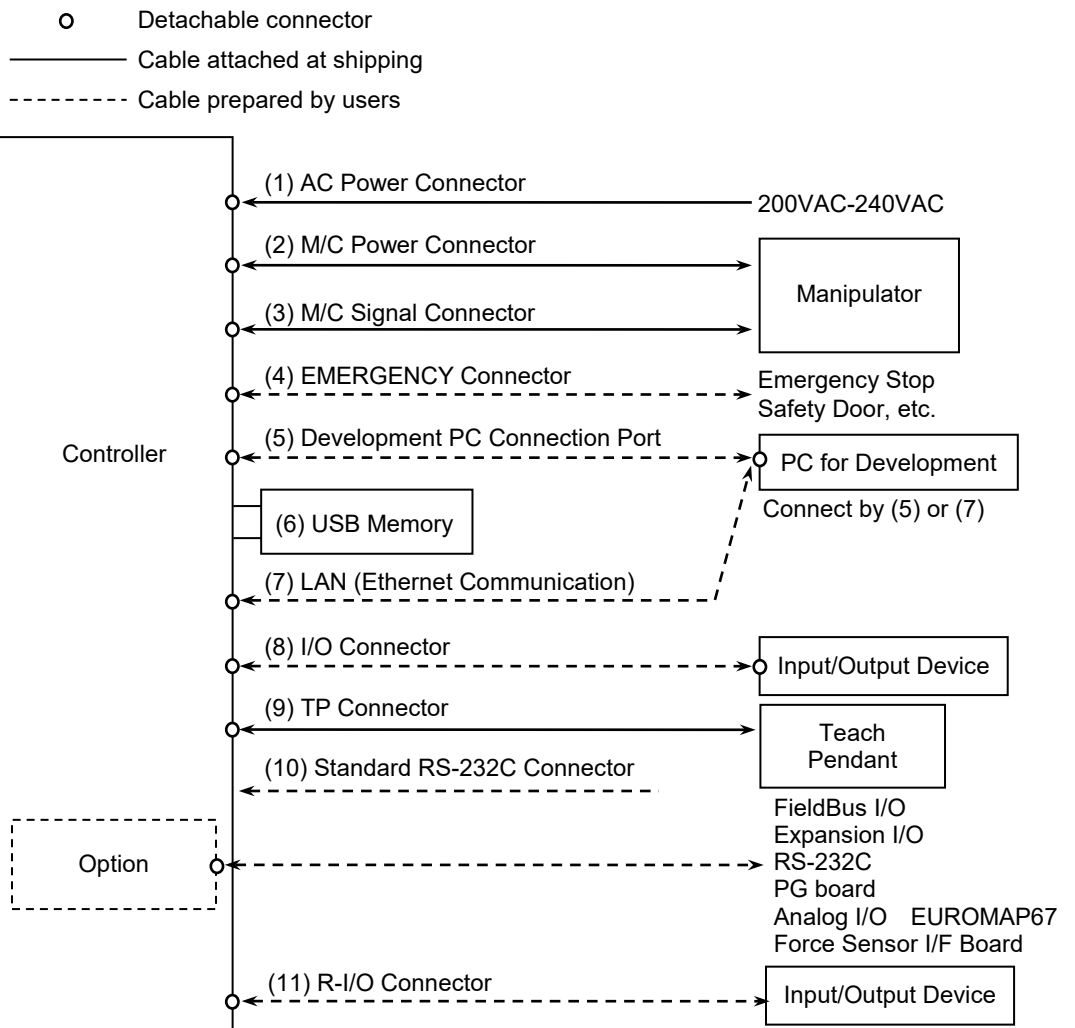 Detachable connector
Cable attached at shipping
Cable prepared by users
(1) AC Power Connector
200VAC-240VAC
(2) M/C Power Connector
Manipulator
(3) M/C Signal Connector
(4) EMERGENCY Connector
Emergency Stop
Safety Door, etc.
Controller
(5) Development PC Connection Port
PC for Development
Connect by (5) or (7)
(6) USB Memory
(7) LAN (Ethernet Communication)
(8) I/O Connector
Input/Output Device
(9) TP Connector
Teach
Pendant
(10) Standard RS-232C Connector
Option
FieldBus I/O
Expansion I/O
RS-232C
PG board
Analog I/O EUROMAP67
Force Sensor I/F Board
(11) R-I/O Connector
Input/Output Device